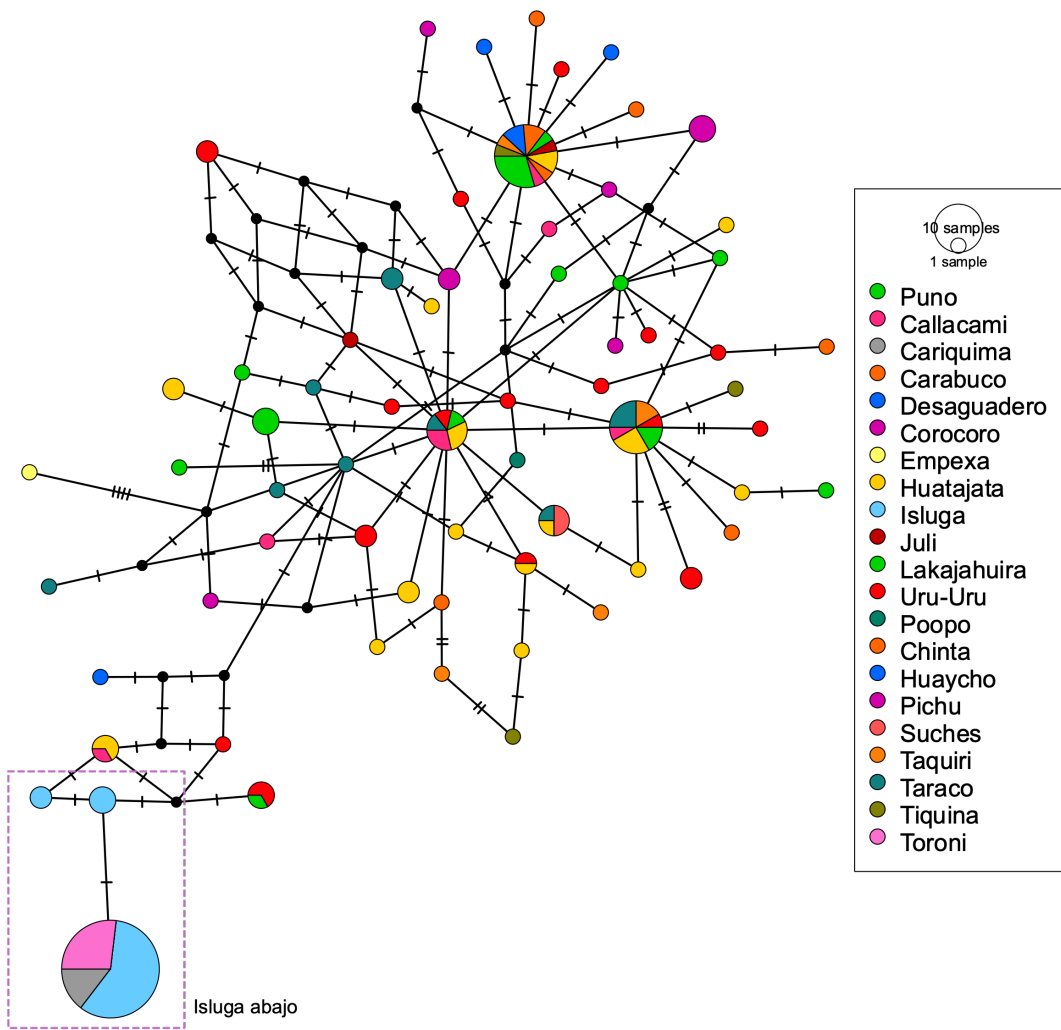 10 samples
1 sample
Puno
Callacami
Cariquima
Carabuco
Desaguadero
Corocoro
Empexa
Huatajata
Isluga
Juli
Lakajahuira
Uru-Uru
Poopo
Chinta
Huaycho
Pichu
Suches
Taquiri
Taraco
Tiquina
Toroni
Isluga abajo